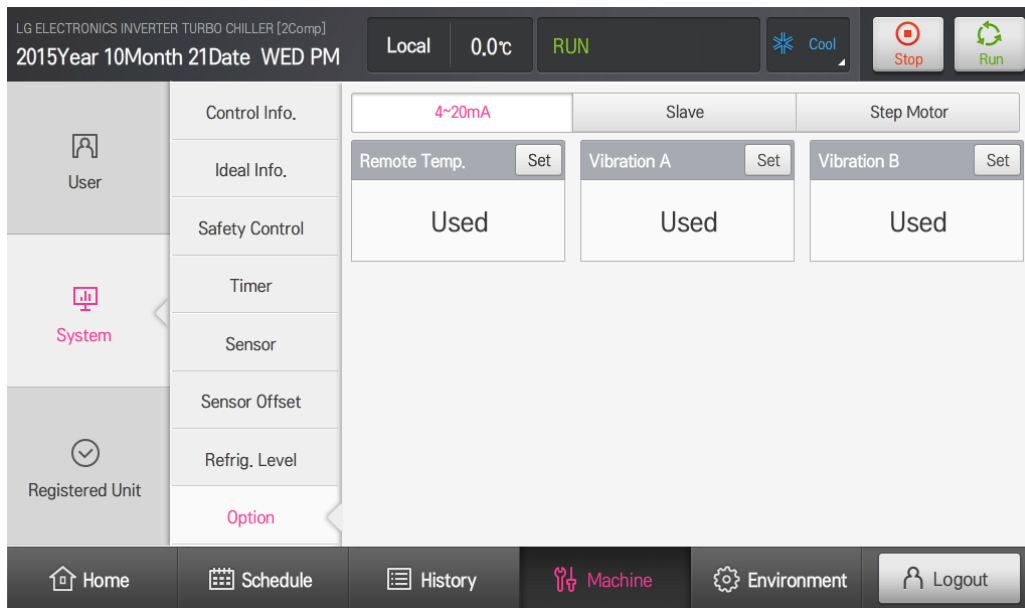 LG ELECTRONICS INVERTER TURBO CHILLER [2Comp]
2015Year 10Month 21Date WED PM
Local
0.0℃
RUN
Cool
Stop
Run
User
System
Registered Unit
Control Info.
Ideal Info.
Safety Control
Timer
Sensor
Sensor Offset
Refrig. Level
Option
4~20mA
Slave
Step Motor
Remote Temp.
Set
Vibration A
Set
Vibration B
Set
Used
Used
Used
Home
Schedule
History
Machine
Environment
Logout